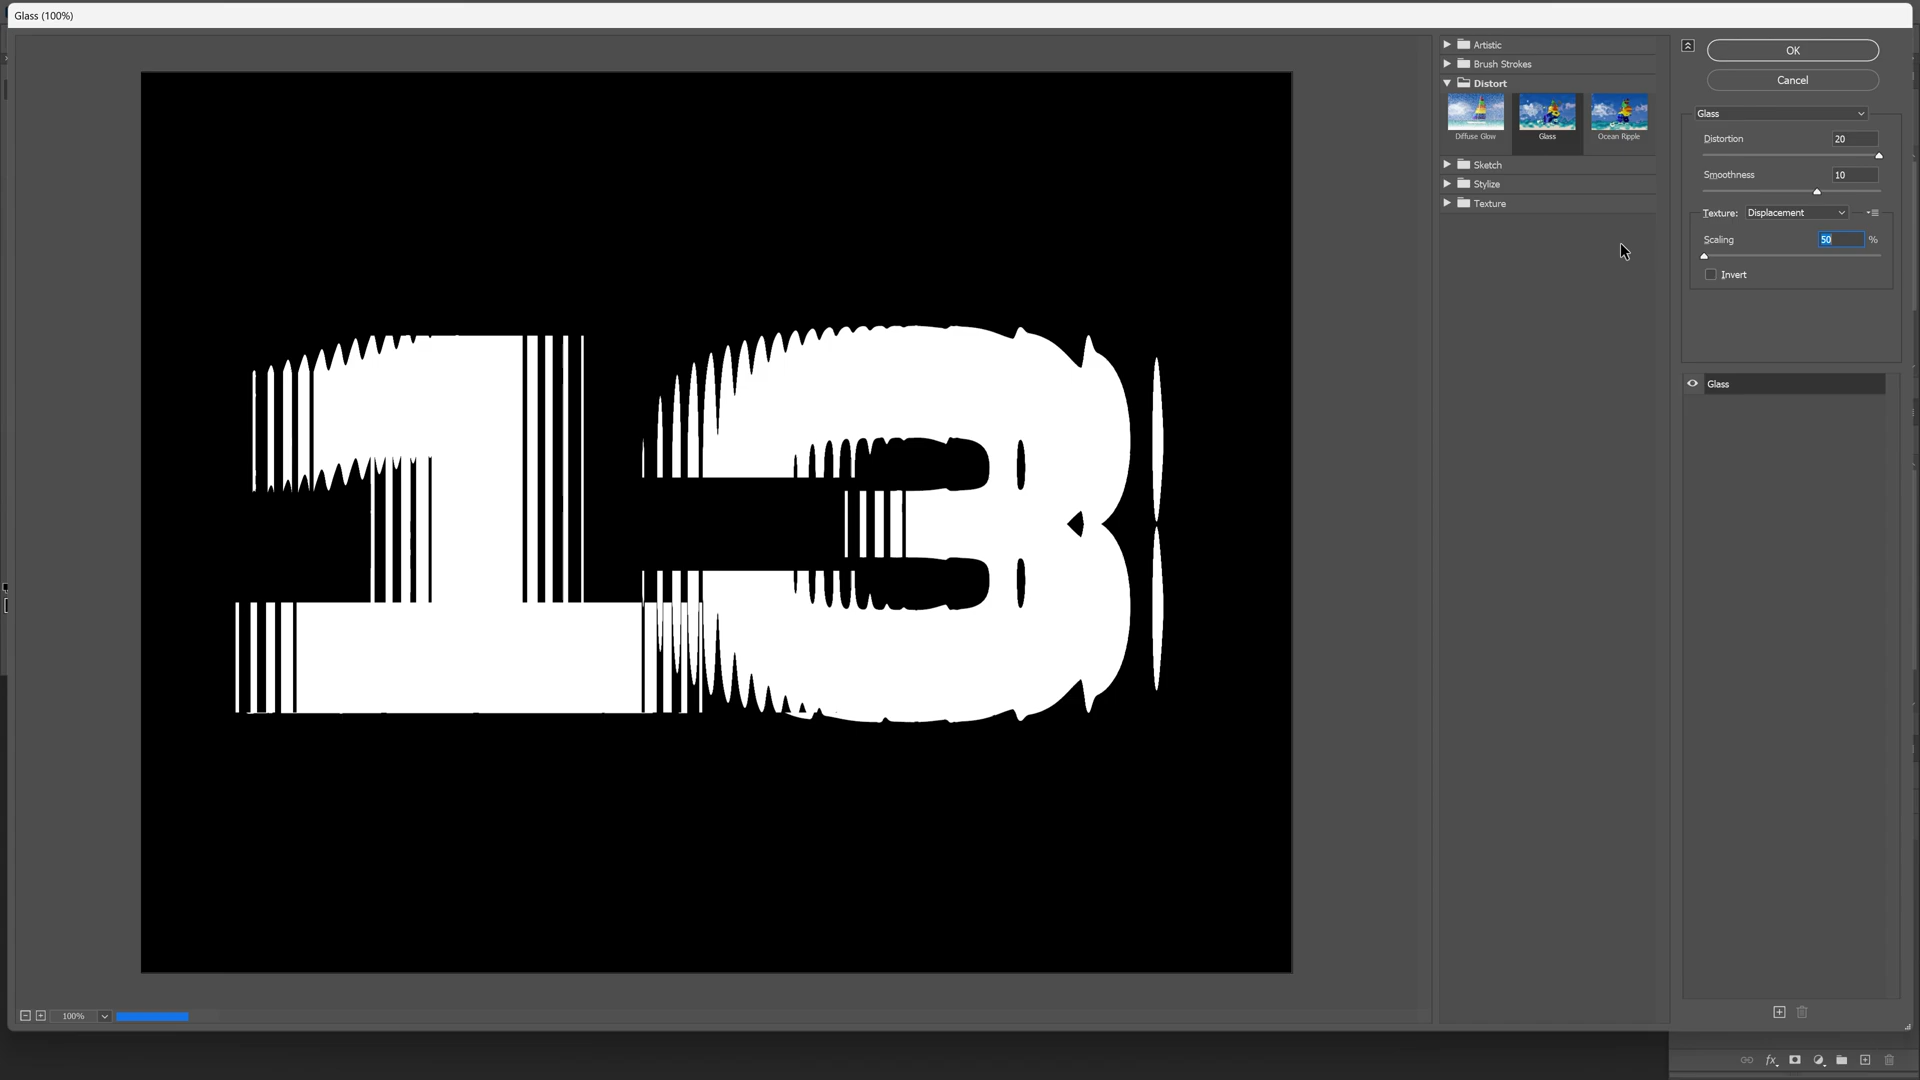 Glass (100%)
Artistic
Brush Strokes
Distort
Diffuse Glow
Glass
Ocean Ripple
Sketch
Stylize
Texture
OK
Cancel
Glass
Distortion 20
Smoothness 10
Texture: Displacement
Scaling 50 %
Invert
Glass
13
100%
fx